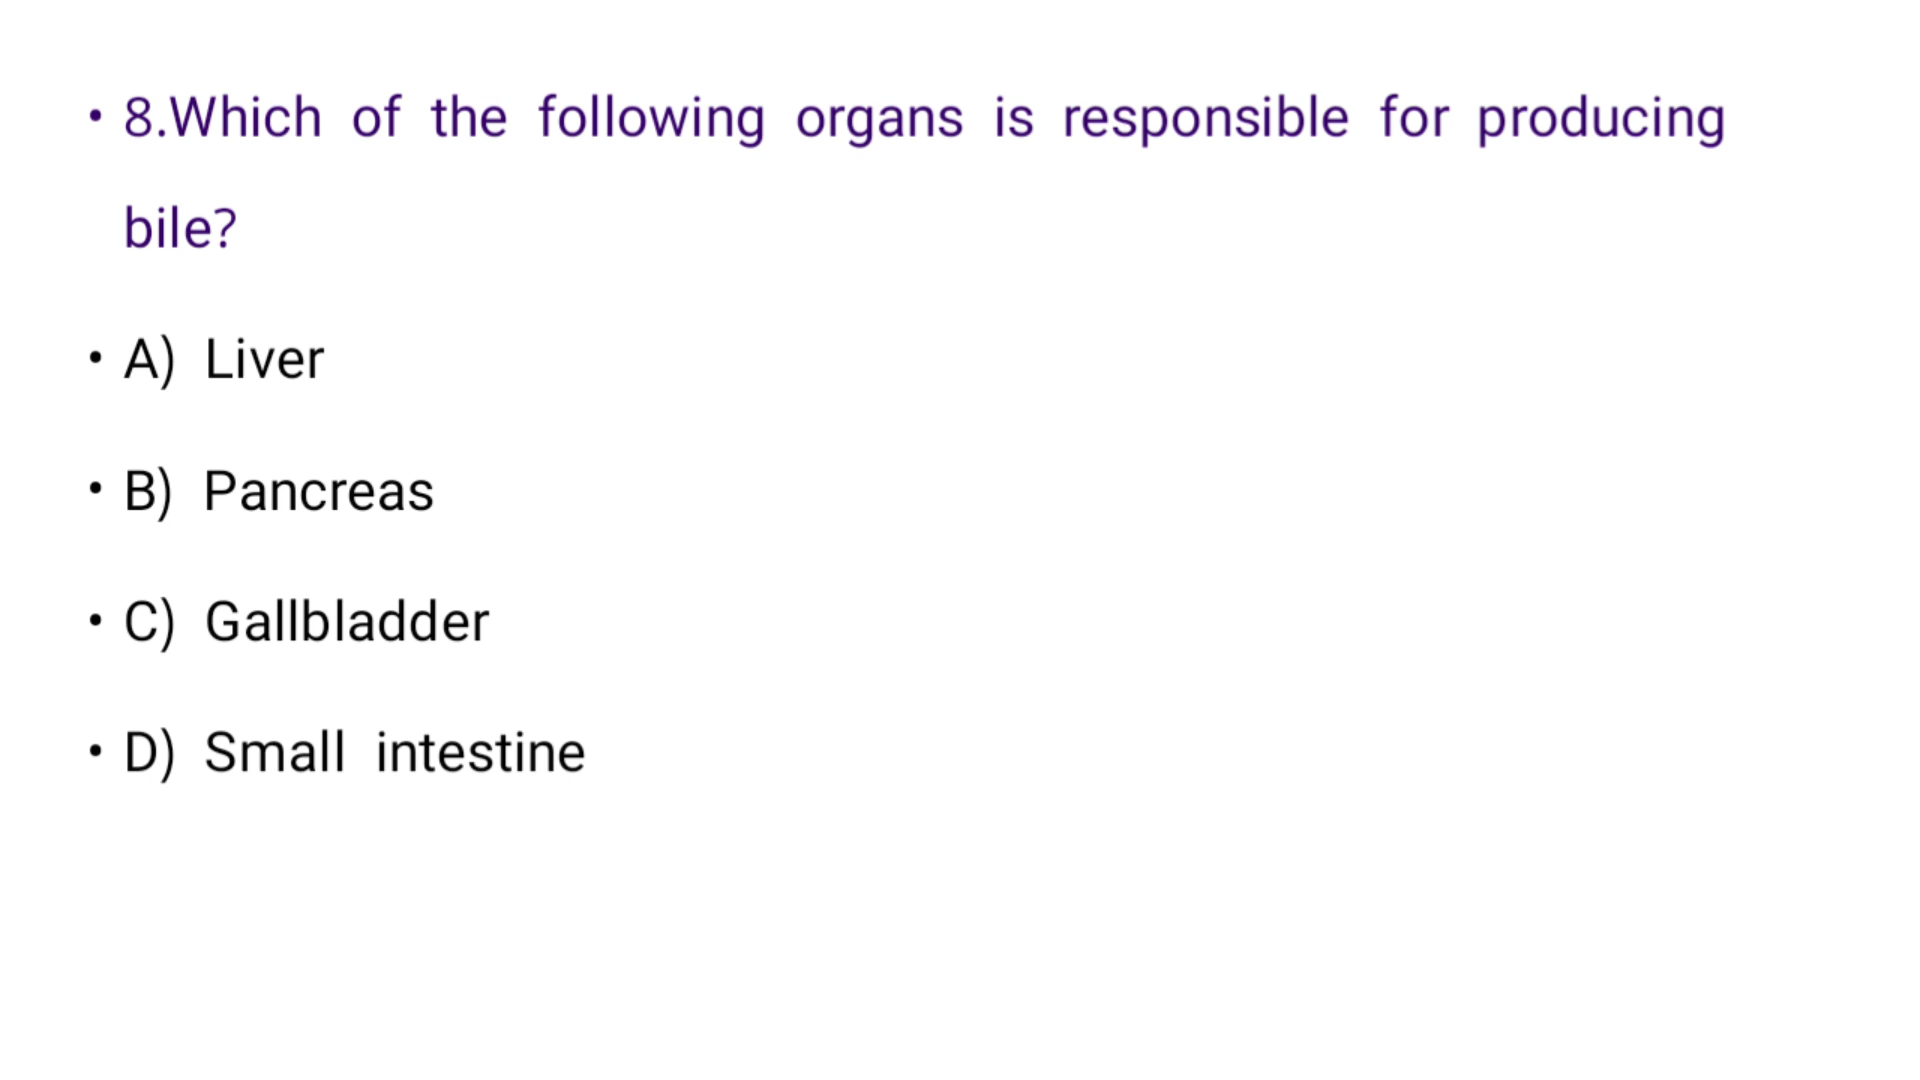 • 8.Which of the following organs is responsible for producing
bile?
• A) Liver
• B) Pancreas
• C) Gallbladder
• D) Small intestine